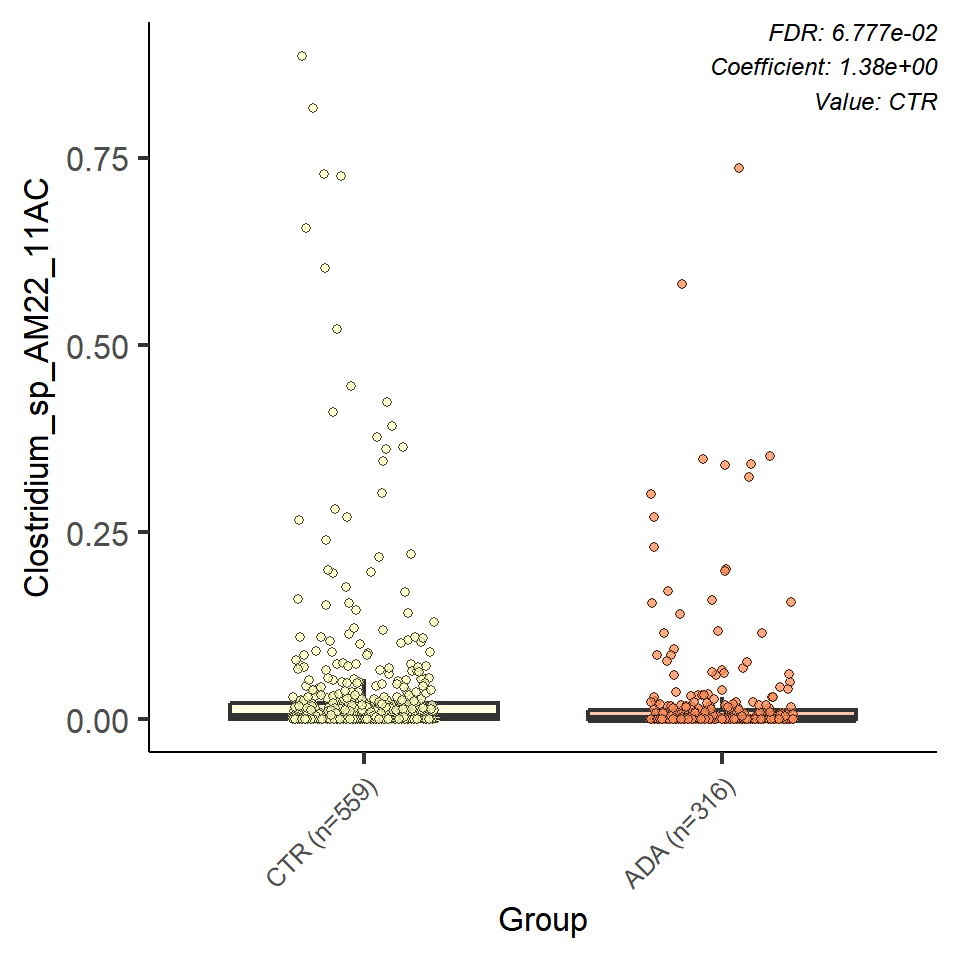 FDR: 6.777e-02
Coefficient: 1.38e+00
Value: CTR
Clostridium_sp_AM22_11AC
0.75
0.50
0.25
0.00
CTR (n=559)
ADA (n=316)
Group